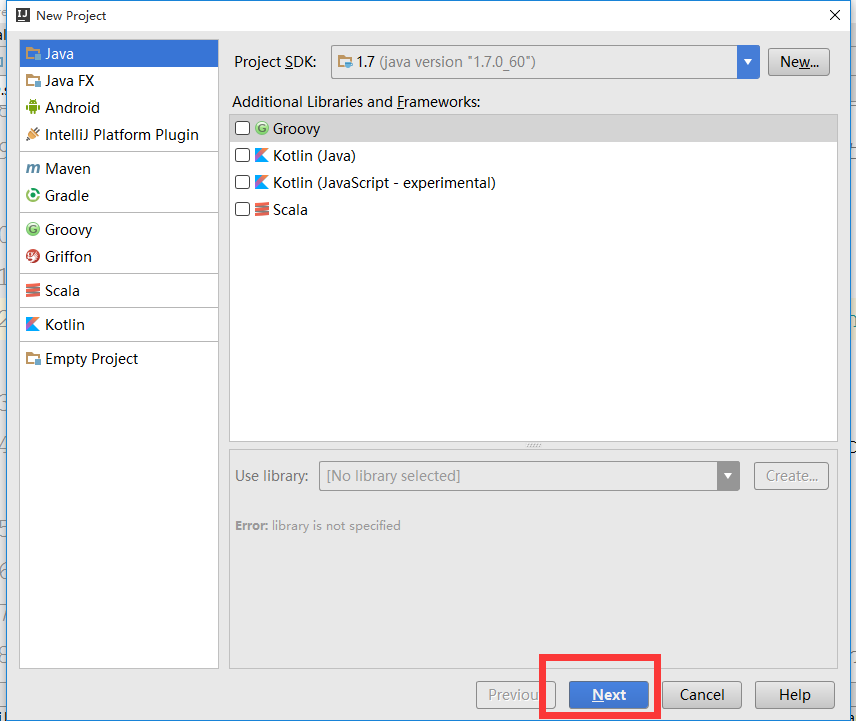 New Project
Java
Java FX
Android
IntelliJ Platform Plugin
Maven
Gradle
Groovy
Griffon
Scala
Kotlin
Empty Project
Project SDK: 1.7 (java version "1.7.0_60") New...
Additional Libraries and Frameworks:
Groovy
Kotlin (Java)
Kotlin (JavaScript - experimental)
Scala
Use library: [No library selected] Create...
Error: library is not specified
Previou Next Cancel Help